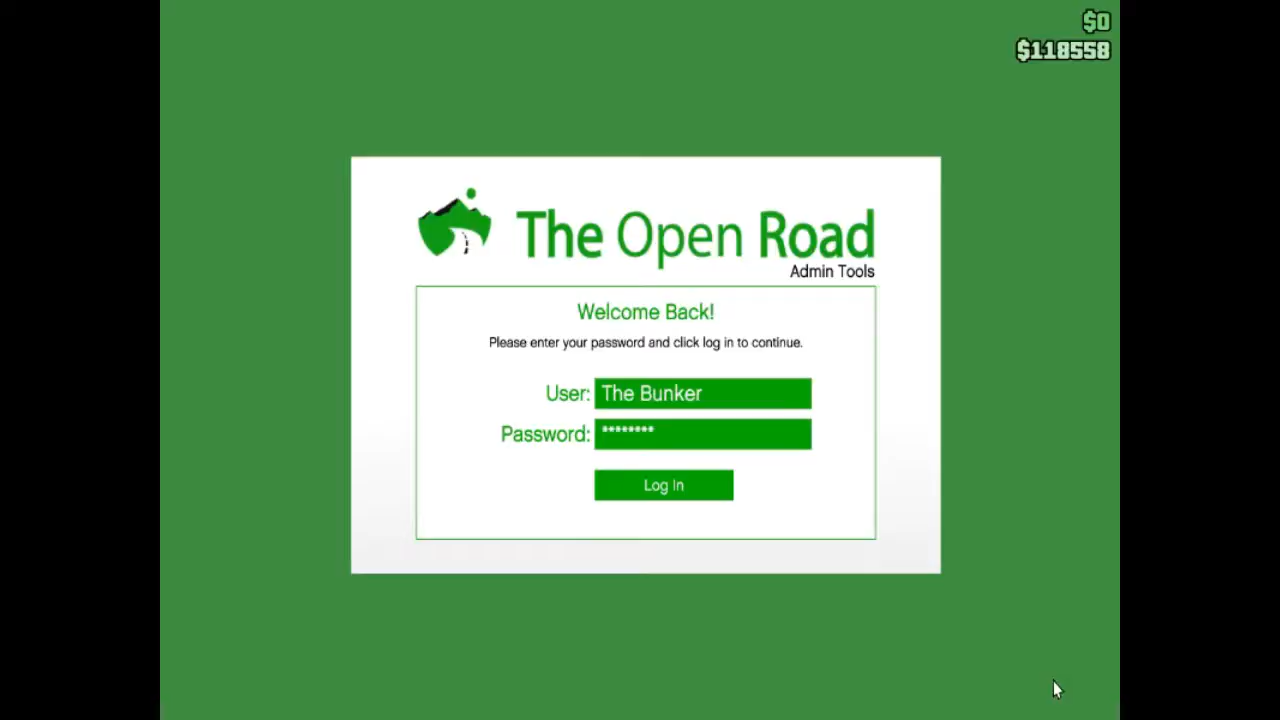 $0
$118558
The Open Road
Admin Tools
Welcome Back!
Please enter your password and click log in to continue.
User: The Bunker
Password: ********
Log In